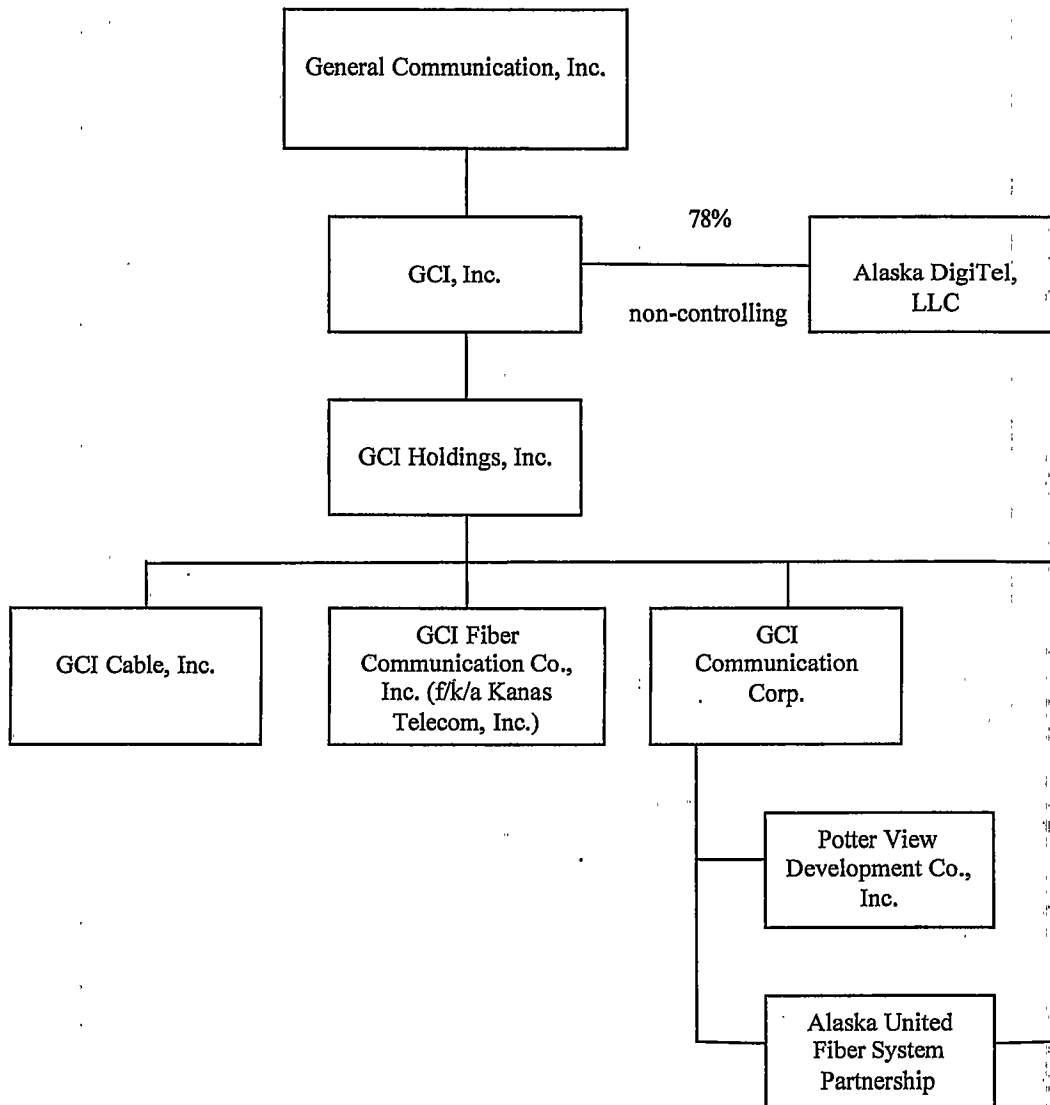 General Communication, Inc.
78%
GCI, Inc.
Alaska DigiTel,
LLC
non-controlling
GCI Holdings, Inc.
GCI Cable, Inc.
GCI Fiber
Communication Co.,
Inc. (f/k/a Kanas
Telecom, Inc.)
GCI
Communication
Corp.
Potter View
Development Co.,
Inc.
Alaska United
Fiber System
Partnership